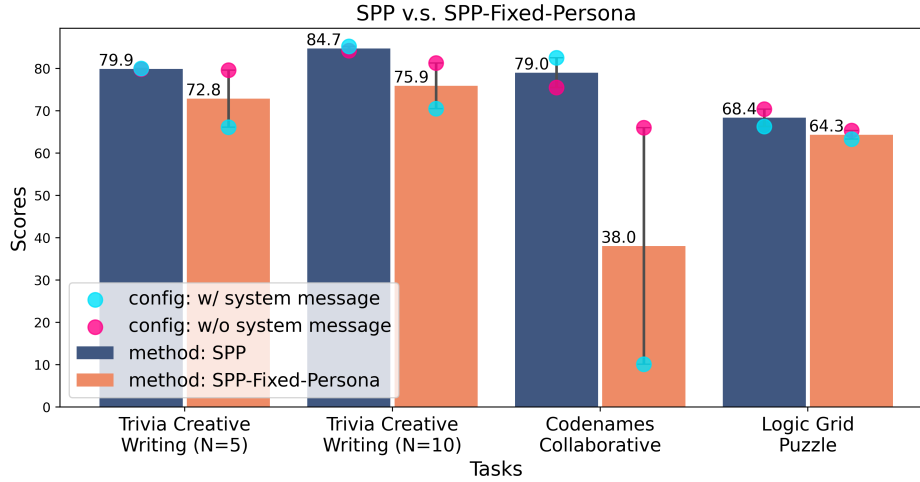 SPP v.s. SPP-Fixed-Persona
Scores
80
70
60
50
40
30
20
10
0
79.9
72.8
84.7
75.9
79.0
38.0
68.4
64.3
config: w/ system message
config: w/o system message
method: SPP
method: SPP-Fixed-Persona
Trivia Creative
Writing (N=5)
Trivia Creative
Writing (N=10)
Codenames
Collaborative
Logic Grid
Puzzle
Tasks